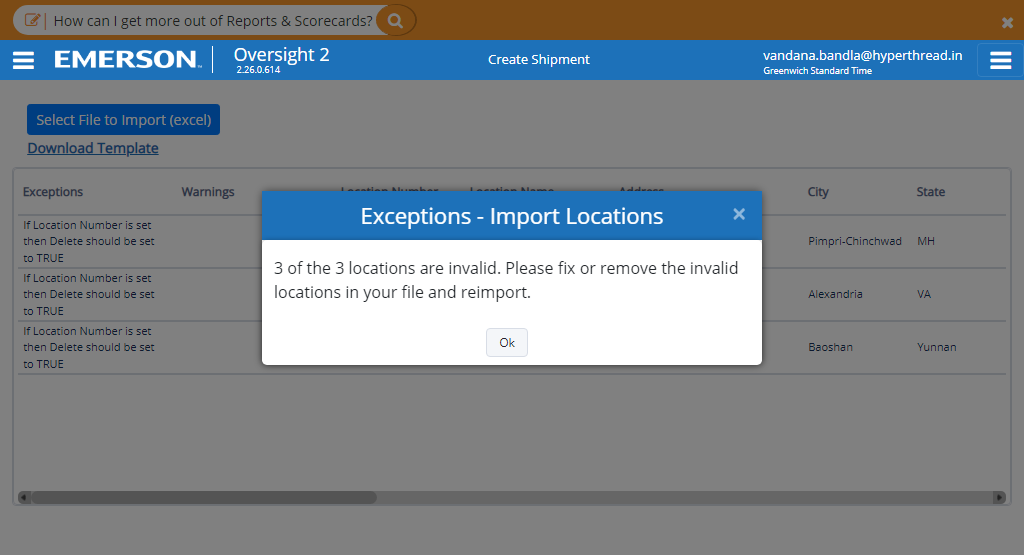 How can I get more out of Reports & Scorecards?
EMERSON™ Oversight 2
2.26.0.614
Create Shipment
vandana.bandla@hyperthread.in
Greenwich Standard Time
Select File to Import (excel)
Download Template
Exceptions Warnings Location Number Location Name Address City State
Exceptions - Import Locations
3 of the 3 locations are invalid. Please fix or remove the invalid
locations in your file and reimport.
Ok
If Location Number is set
then Delete should be set
to TRUE
Pimpri-Chinchwad MH
If Location Number is set
then Delete should be set
to TRUE
Alexandria VA
If Location Number is set
then Delete should be set
to TRUE
Baoshan Yunnan